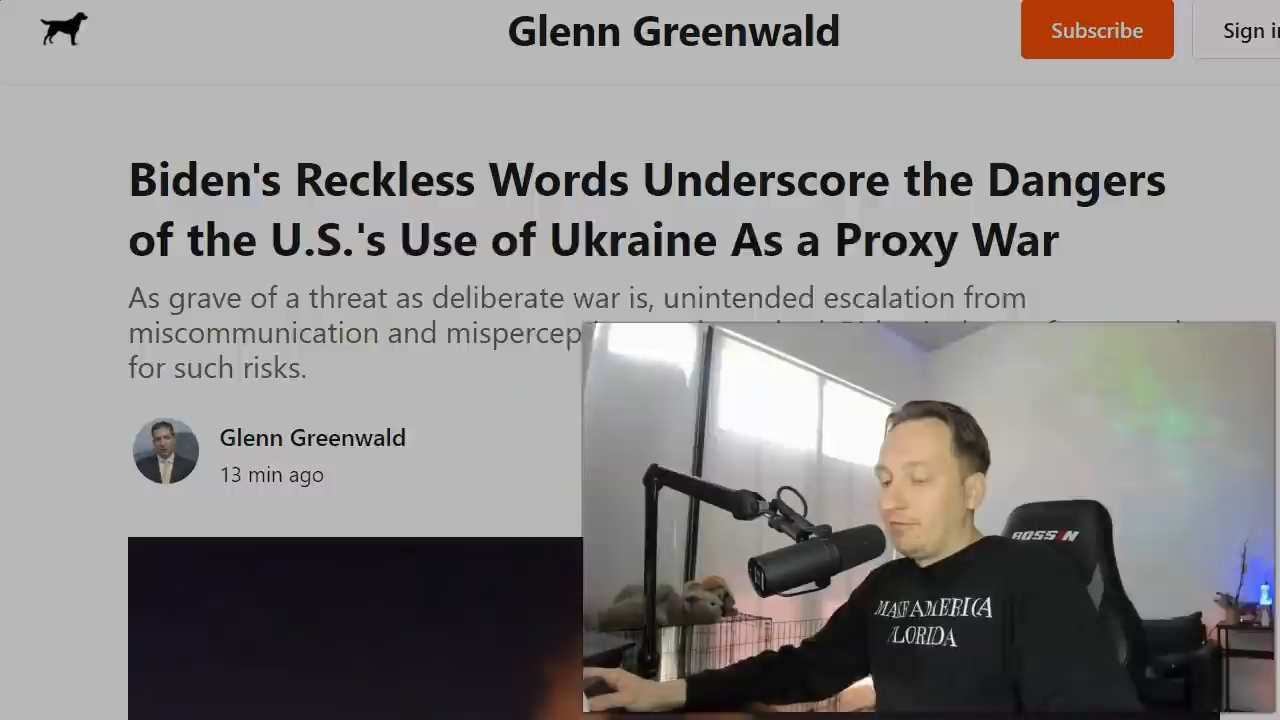 Glenn Greenwald
Subscribe
Sign i
Biden's Reckless Words Underscore the Dangers
of the U.S.'s Use of Ukraine As a Proxy War
As grave of a threat as deliberate war is, unintended escalation from
miscommunication and mispercep
for such risks.
Glenn Greenwald
13 min ago
ROSSIN
MAKE AMERICA
FLORIDA